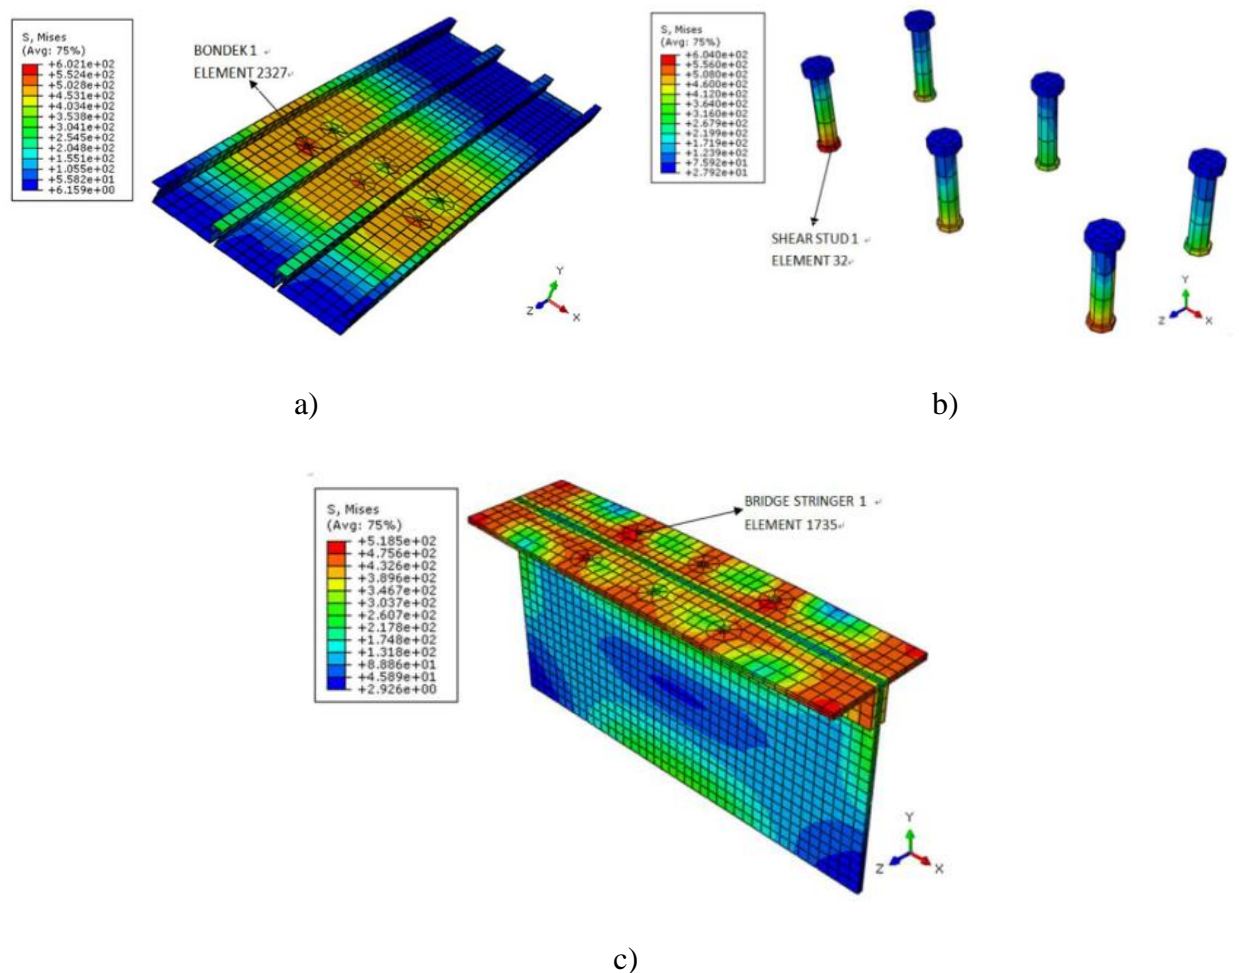 S, Mises
(Avg: 75%)
+6.021e+02
+5.524e+02
+5.028e+02
+4.531e+02
+4.034e+02
+3.538e+02
+3.041e+02
+2.545e+02
+2.048e+02
+1.551e+02
+1.055e+02
+5.582e+01
+6.159e+00
BONDEK 1
ELEMENT 2327
Y
Z
X
a)
S, Mises
(Avg: 75%)
+6.040e+02
+5.560e+02
+5.080e+02
+4.600e+02
+4.120e+02
+3.640e+02
+3.160e+02
+2.679e+02
+2.199e+02
+1.719e+02
+1.239e+02
+7.592e+01
+2.792e+01
SHEAR STUD 1
ELEMENT 32
Y
Z
X
b)
S, Mises
(Avg: 75%)
+5.185e+02
+4.756e+02
+4.326e+02
+3.896e+02
+3.467e+02
+3.037e+02
+2.607e+02
+2.178e+02
+1.748e+02
+1.318e+02
+8.886e+01
+4.589e+01
+2.926e+00
BRIDGE STRINGER 1
ELEMENT 1735
Y
Z
X
c)